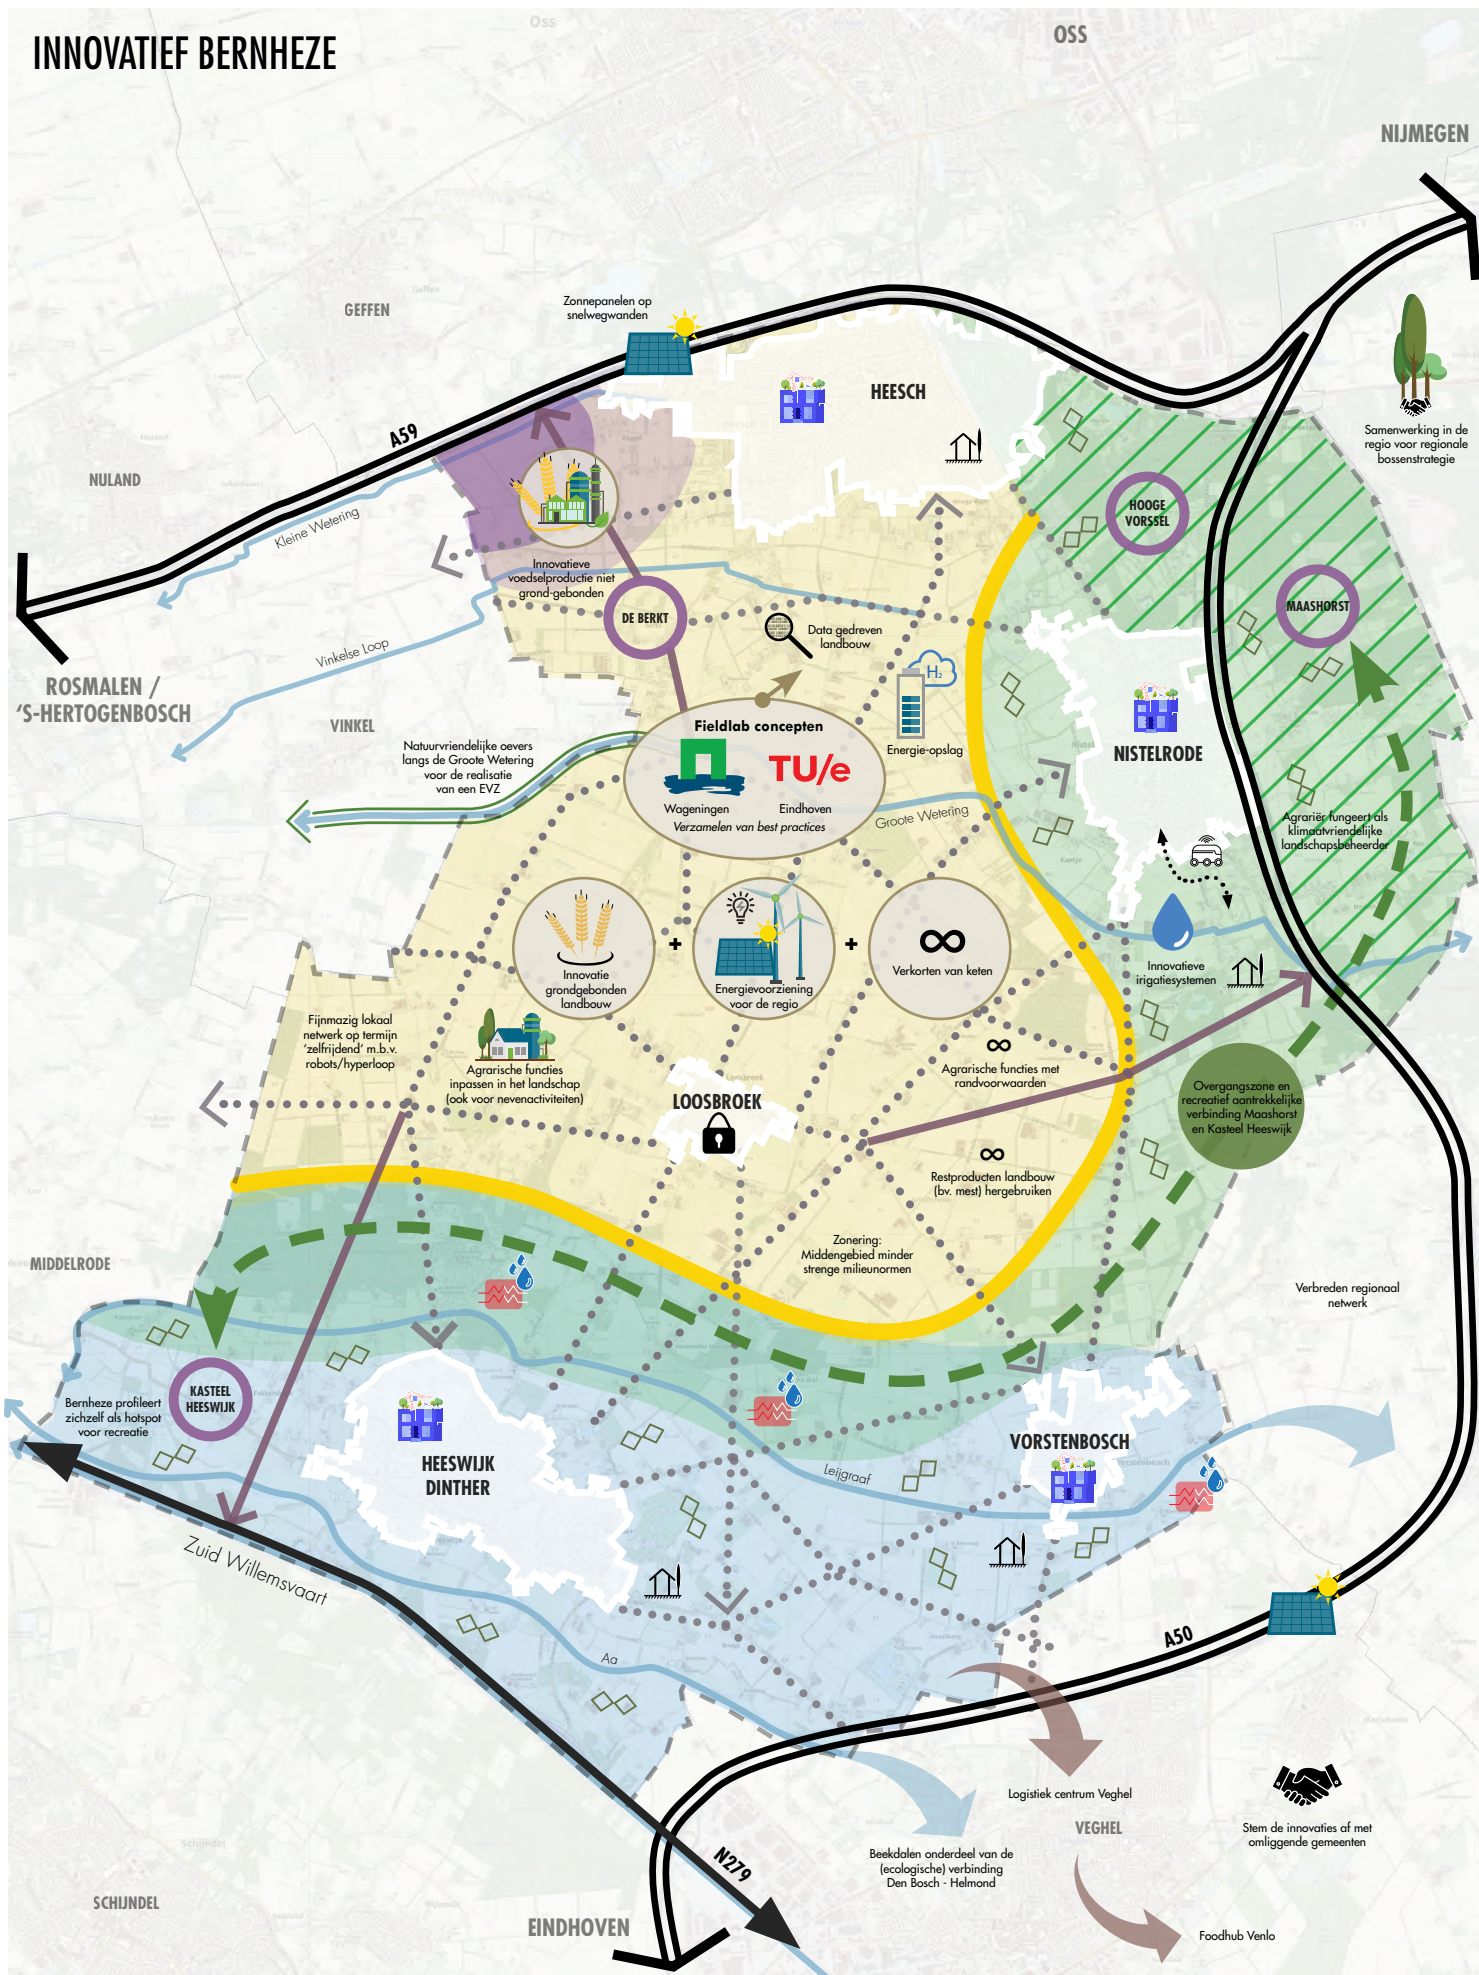 INNOVATIEF BERNHEZE
Oss
OSS
NIJMEGEN
GEFFEN
Geffen
Zonnepanelen op
snelwegwanden
HEESCH
A59
NULAND
Kleine Wetering
Samenwerking in de
regio voor regionale
bossenstrategie
HOOGE
VORSSEL
MAASHORST
Innovatieve
voedselproductie niet
grond-gebonden
DE BERKT
Data gedreven
landbouw
Vinkelse Loop
ROSMALEN /
‘S-HERTOGENBOSCH
VINKEL
H2
Energie-opslag
NISTELRODE
Natuurvriendelijke oevers
langs de Groote Wetering
voor de realisatie
van een EVZ
Fieldlab concepten
TU/e
Wageningen
Eindhoven
Verzamelen van best practices
Groote Wetering
Agrariër fungeert als
klimaatvriendelijke
landschapsbeheerder
Innovatie
grondgebonden
landbouw
+
Energievoorziening
voor de regio
+
Verkorten van keten
Innovatieve
irigatiesystemen
Fijnmazig lokaal
netwerk op termijn
‘zelfrijdend’ m.b.v.
robots/hyperloop
Agrarische functies
inpassen in het landschap
(ook voor nevenactiviteiten)
Agrarische functies met
randvoorwaarden
Loosbroek
LOOSBROEK
Overgangszone en
recreatief aantrekkelijke
verbinding Maashorst
en Kasteel Heeswijk
Restproducten landbouw
(bv. mest) hergebruiken
Zonering:
Middengebied minder
strenge milieunormen
MIDDELRODE
Verbreden regionaal
netwerk
KASTEEL
HEESWIJK
Bernheze profileert
zichzelf als hotspot
voor recreatie
HEESWIJK
DINTHER
VORSTENBOSCH
Vorstenbosch
Leijgraaf
Zuid Willemsvaart
Aa
A50
Logistiek centrum Veghel
VEGHEL
Stem de innovaties af met
omliggende gemeenten
Beekdalen onderdeel van de
(ecologische) verbinding
Den Bosch - Helmond
N279
Schijndel
SCHIJNDEL
EINDHOVEN
Foodhub Venlo